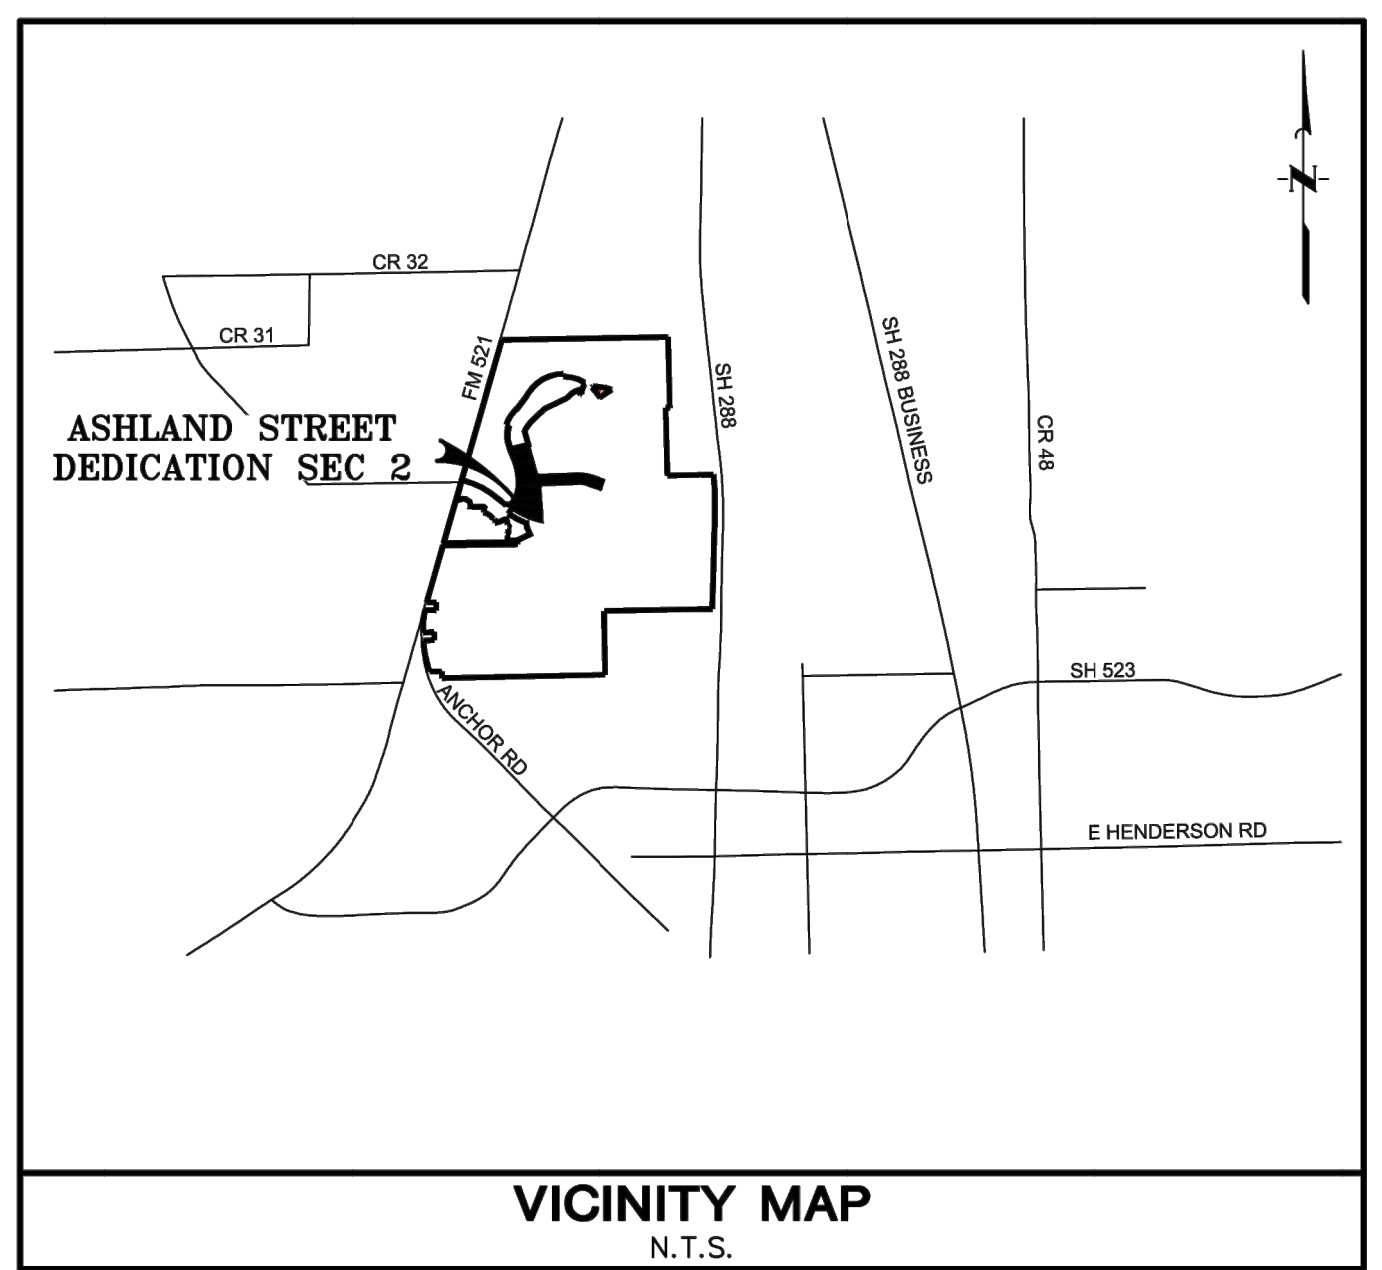 N
CR 32
CR 31
FM 521
SH 288
SH 288 BUSINESS
CR 48
ASHLAND STREET
DEDICATION SEC 2
SH 523
ANCHOR RD
E HENDERSON RD
VICINITY MAP
N.T.S.